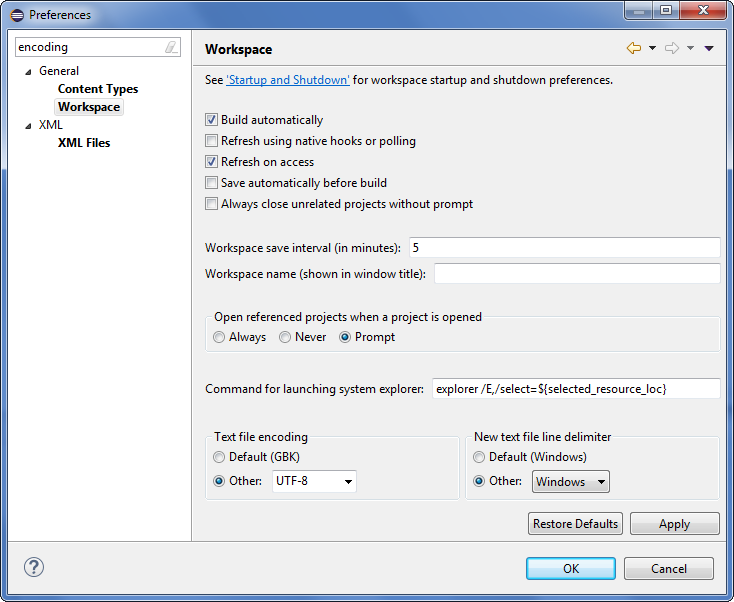 Preferences
encoding
General
Content Types
Workspace
XML
XML Files
Workspace
See 'Startup and Shutdown' for workspace startup and shutdown preferences.
Build automatically
Refresh using native hooks or polling
Refresh on access
Save automatically before build
Always close unrelated projects without prompt
Workspace save interval (in minutes): 5
Workspace name (shown in window title):
Open referenced projects when a project is opened
Always Never Prompt
Command for launching system explorer: explorer /E,/select=${selected_resource_loc}
Text file encoding
Default (GBK)
Other: UTF-8
New text file line delimiter
Default (Windows)
Other: Windows
Restore Defaults Apply
? OK Cancel